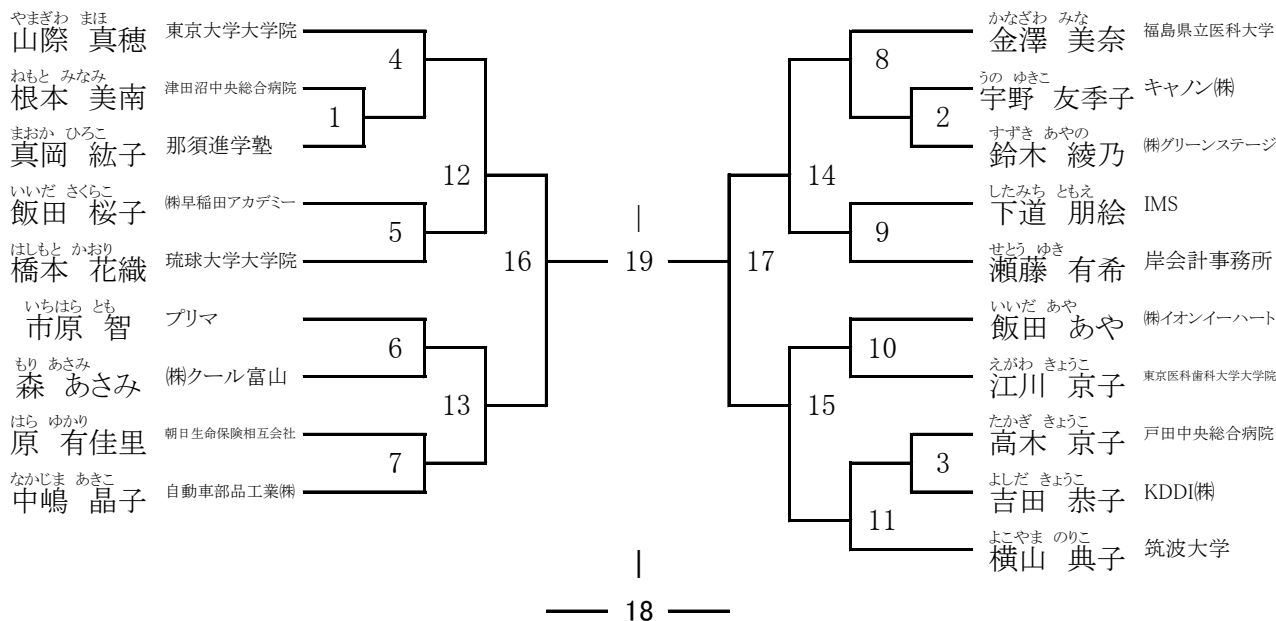 やまぎわ まほ
山際 真穂 東京大学大学院
ねもと みなみ
根本 美南 津田沼中央総合病院
まおか ひろこ
真岡 紘子 那須進学塾
いいだ さくらこ
飯田 桜子 ㈱早稲田アカデミー
はしもと かおり
橋本 花織 琉球大学大学院
いちはら とも
市原 智 プリマ
もり あさみ
森 あさみ ㈱クール富山
はら ゆかり
原 有佳里 朝日生命保険相互会社
なかじま あきこ
中嶋 晶子 自動車部品工業㈱
4
1
12
5
16
6
13
7
19
18
8
2
14
9
17
10
15
3
11
かなざわ みな
金澤 美奈 福島県立医科大学
うの ゆきこ
宇野 友季子 キャノン㈱
すずき あやの
鈴木 綾乃 ㈱グリーンステージ
したみち ともえ
下道 朋絵 IMS
せとう ゆき
瀬藤 有希 岸会計事務所
いいだ あや
飯田 あや ㈱イオンイーハート
えがわ きょうこ
江川 京子 東京医科歯科大学大学院
たかぎ きょうこ
高木 京子 戸田中央総合病院
よしだ きょうこ
吉田 恭子 KDDI㈱
よこやま のりこ
横山 典子 筑波大学